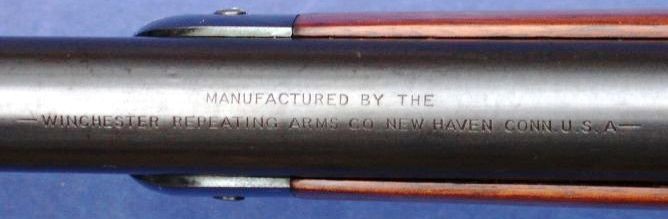 MANUFACTURED BY THE
—WINCHESTER REPEATING ARMS CO. NEW HAVEN CONN. U.S.A—